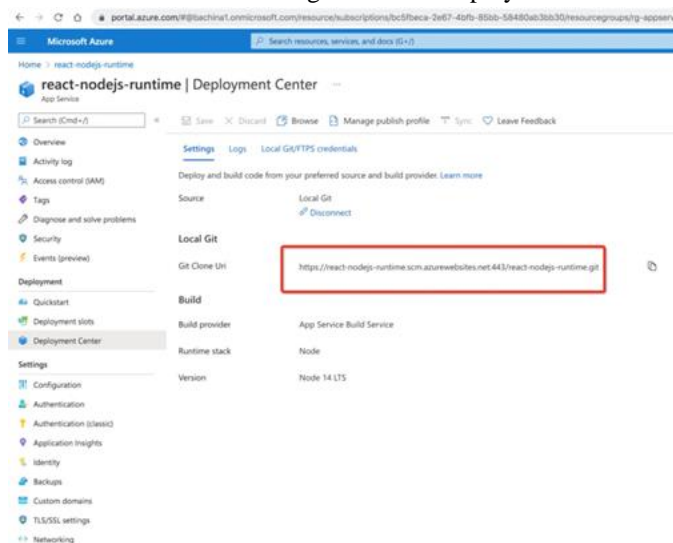 portal.azure.com/#@bachina1.onmicrosoft.com/resource/subscriptions/bc5fbeca-2e67-4bfb-85bb-58480ab3bb30/resourcegroups/rg-appserv
Microsoft Azure
Search resources, services, and docs (G+/)
Home > react-nodejs-runtime
react-nodejs-runtime | Deployment Center ...
App Service
Search (Cmd+/)
«
Save
Discard
Browse
Manage publish profile
Sync
Leave Feedback
Overview
Activity log
Access control (IAM)
Tags
Diagnose and solve problems
Security
Events (preview)
Deployment
Quickstart
Deployment slots
Deployment Center
Settings
Configuration
Authentication
Authentication (classic)
Application Insights
Identity
Backups
Custom domains
TLS/SSL settings
Networking
Settings
Logs
Local Git/FTPS credentials
Deploy and build code from your preferred source and build provider. Learn more
Source
Local Git
Disconnect
Local Git
Git Clone Uri
https://react-nodejs-runtime.scm.azurewebsites.net:443/react-nodejs-runtime.git
Build
Build provider
App Service Build Service
Runtime stack
Node
Version
Node 14 LTS